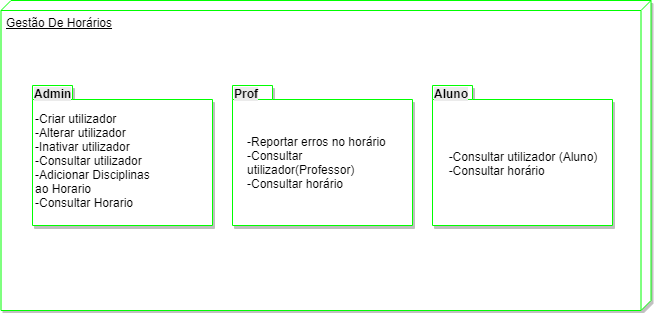 Gestão De Horários
Admin
-Criar utilizador
-Alterar utilizador
-Inativar utilizador
-Consultar utilizador
-Adicionar Disciplinas
ao Horario
-Consultar Horario
Prof
-Reportar erros no horário
-Consultar
utilizador(Professor)
-Consultar horário
Aluno
-Consultar utilizador (Aluno)
-Consultar horário